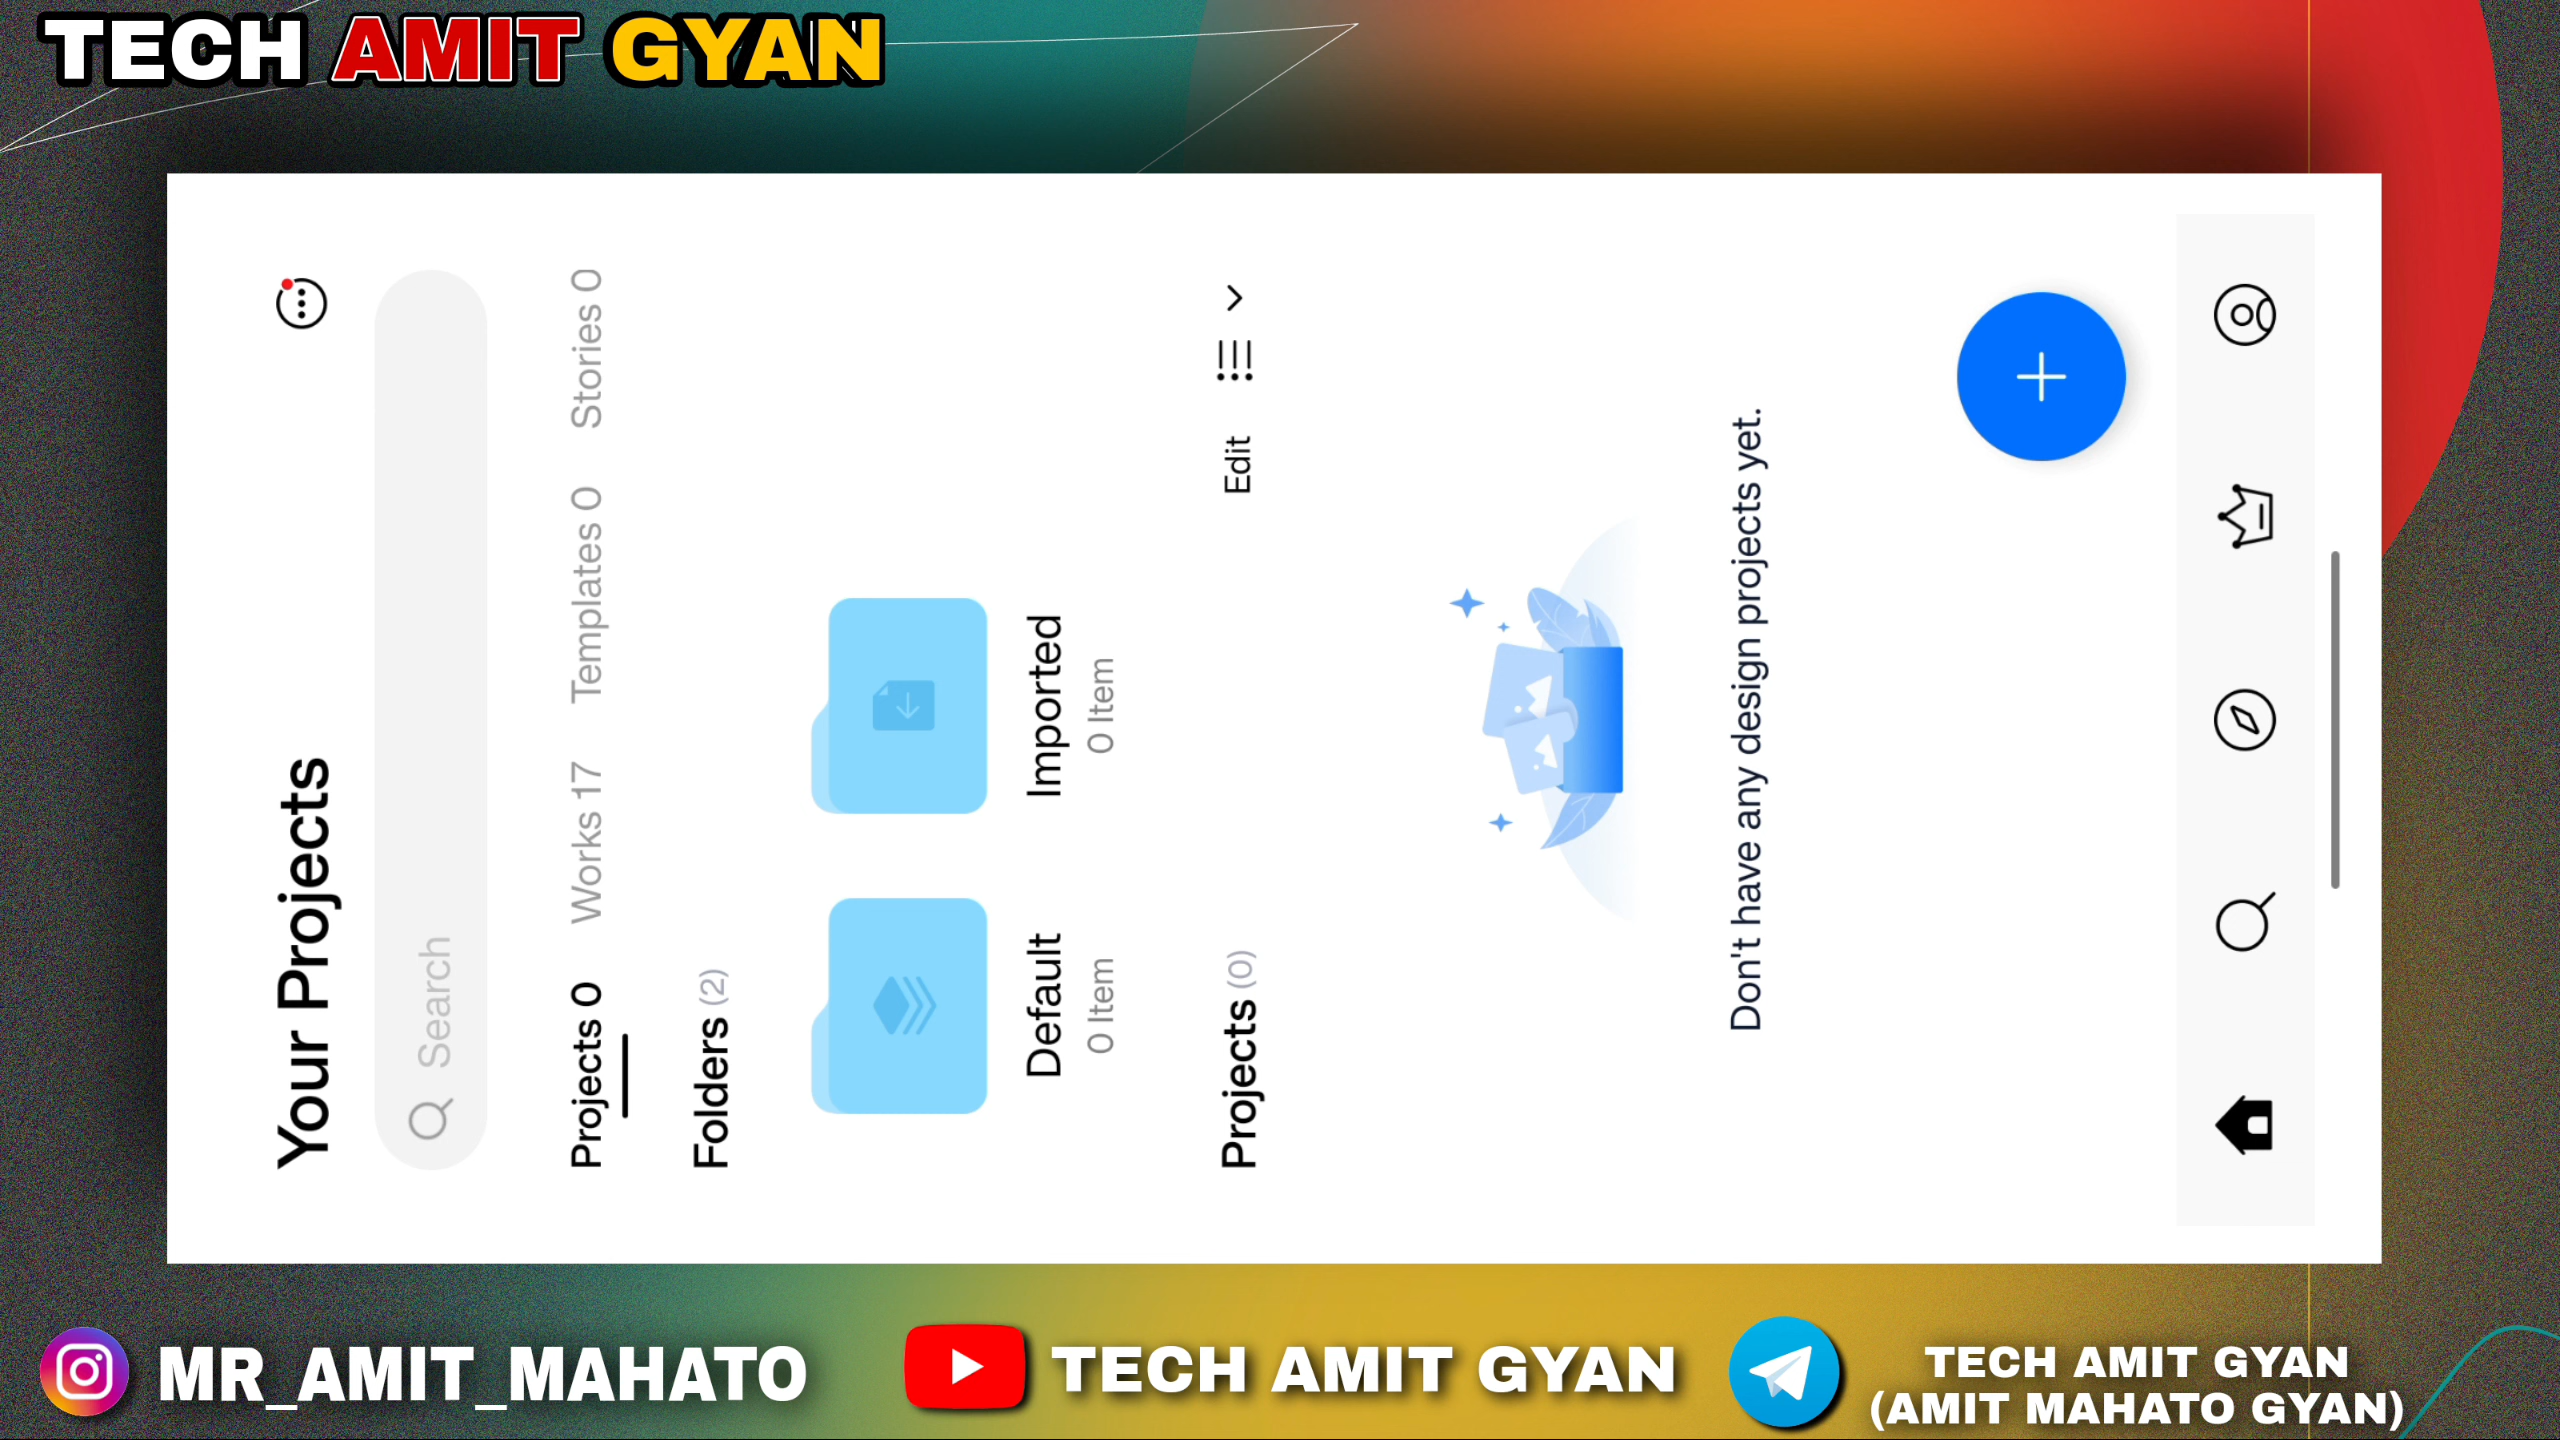 TECH AMIT GYAN
Your Projects
Search
Projects 0 Works 17 Templates 0 Stories 0
Folders (2)
Default Imported
0 Item 0 Item
Projects (0) Edit
Don't have any design projects yet.
MR_AMIT_MAHATO
TECH AMIT GYAN
TECH AMIT GYAN
(AMIT MAHATO GYAN)